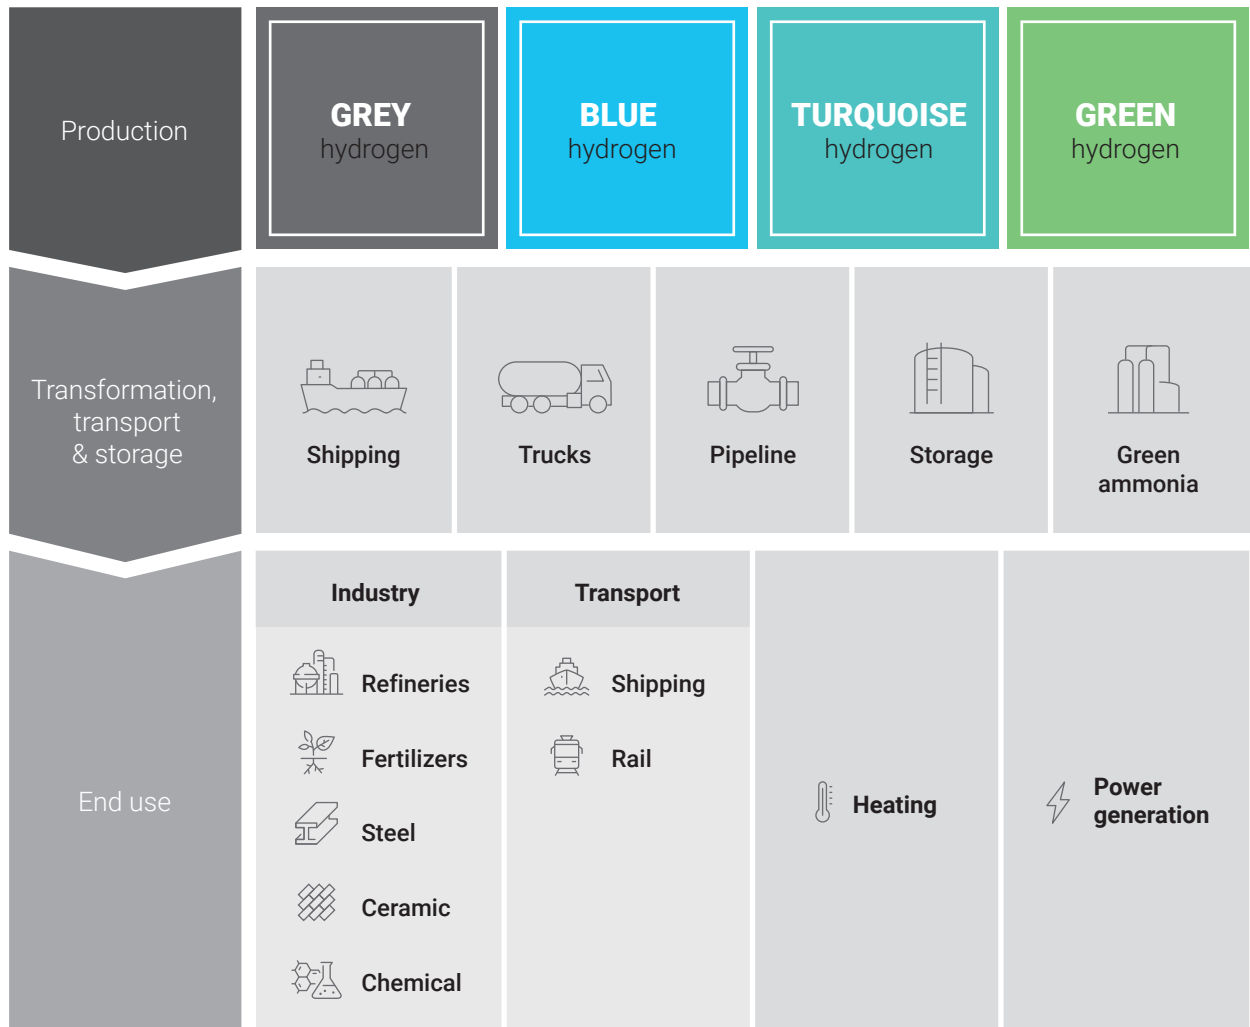 Production
GREY
hydrogen
BLUE
hydrogen
TURQUOISE
hydrogen
GREEN
hydrogen
Transformation,
transport
& storage
Shipping
Trucks
Pipeline
Storage
Green
ammonia
End use
Industry
Refineries
Fertilizers
Steel
Ceramic
Chemical
Transport
Shipping
Rail
Heating
Power
generation